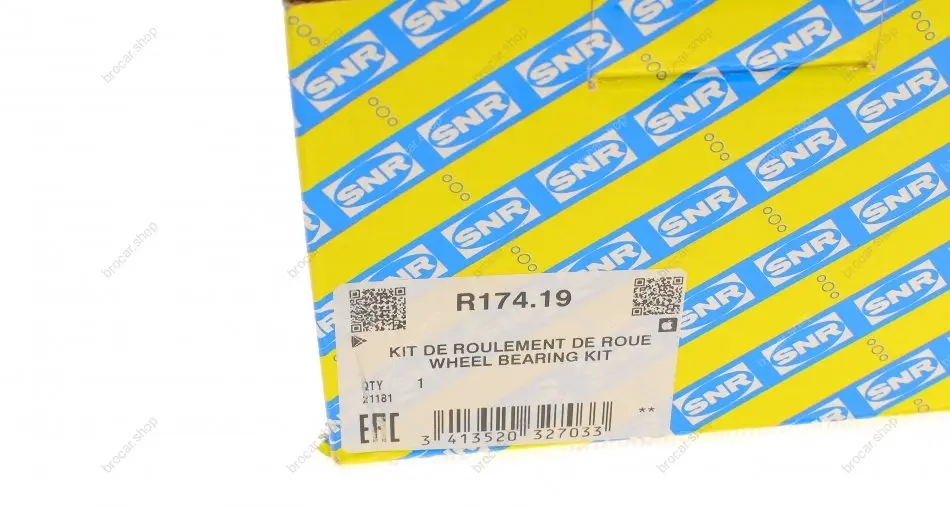 SNR
R174.19
KIT DE ROULEMENT DE ROUE
WHEEL BEARING KIT
QTY 1
21181
EAC
**
3 413520 327033
brocar.shop